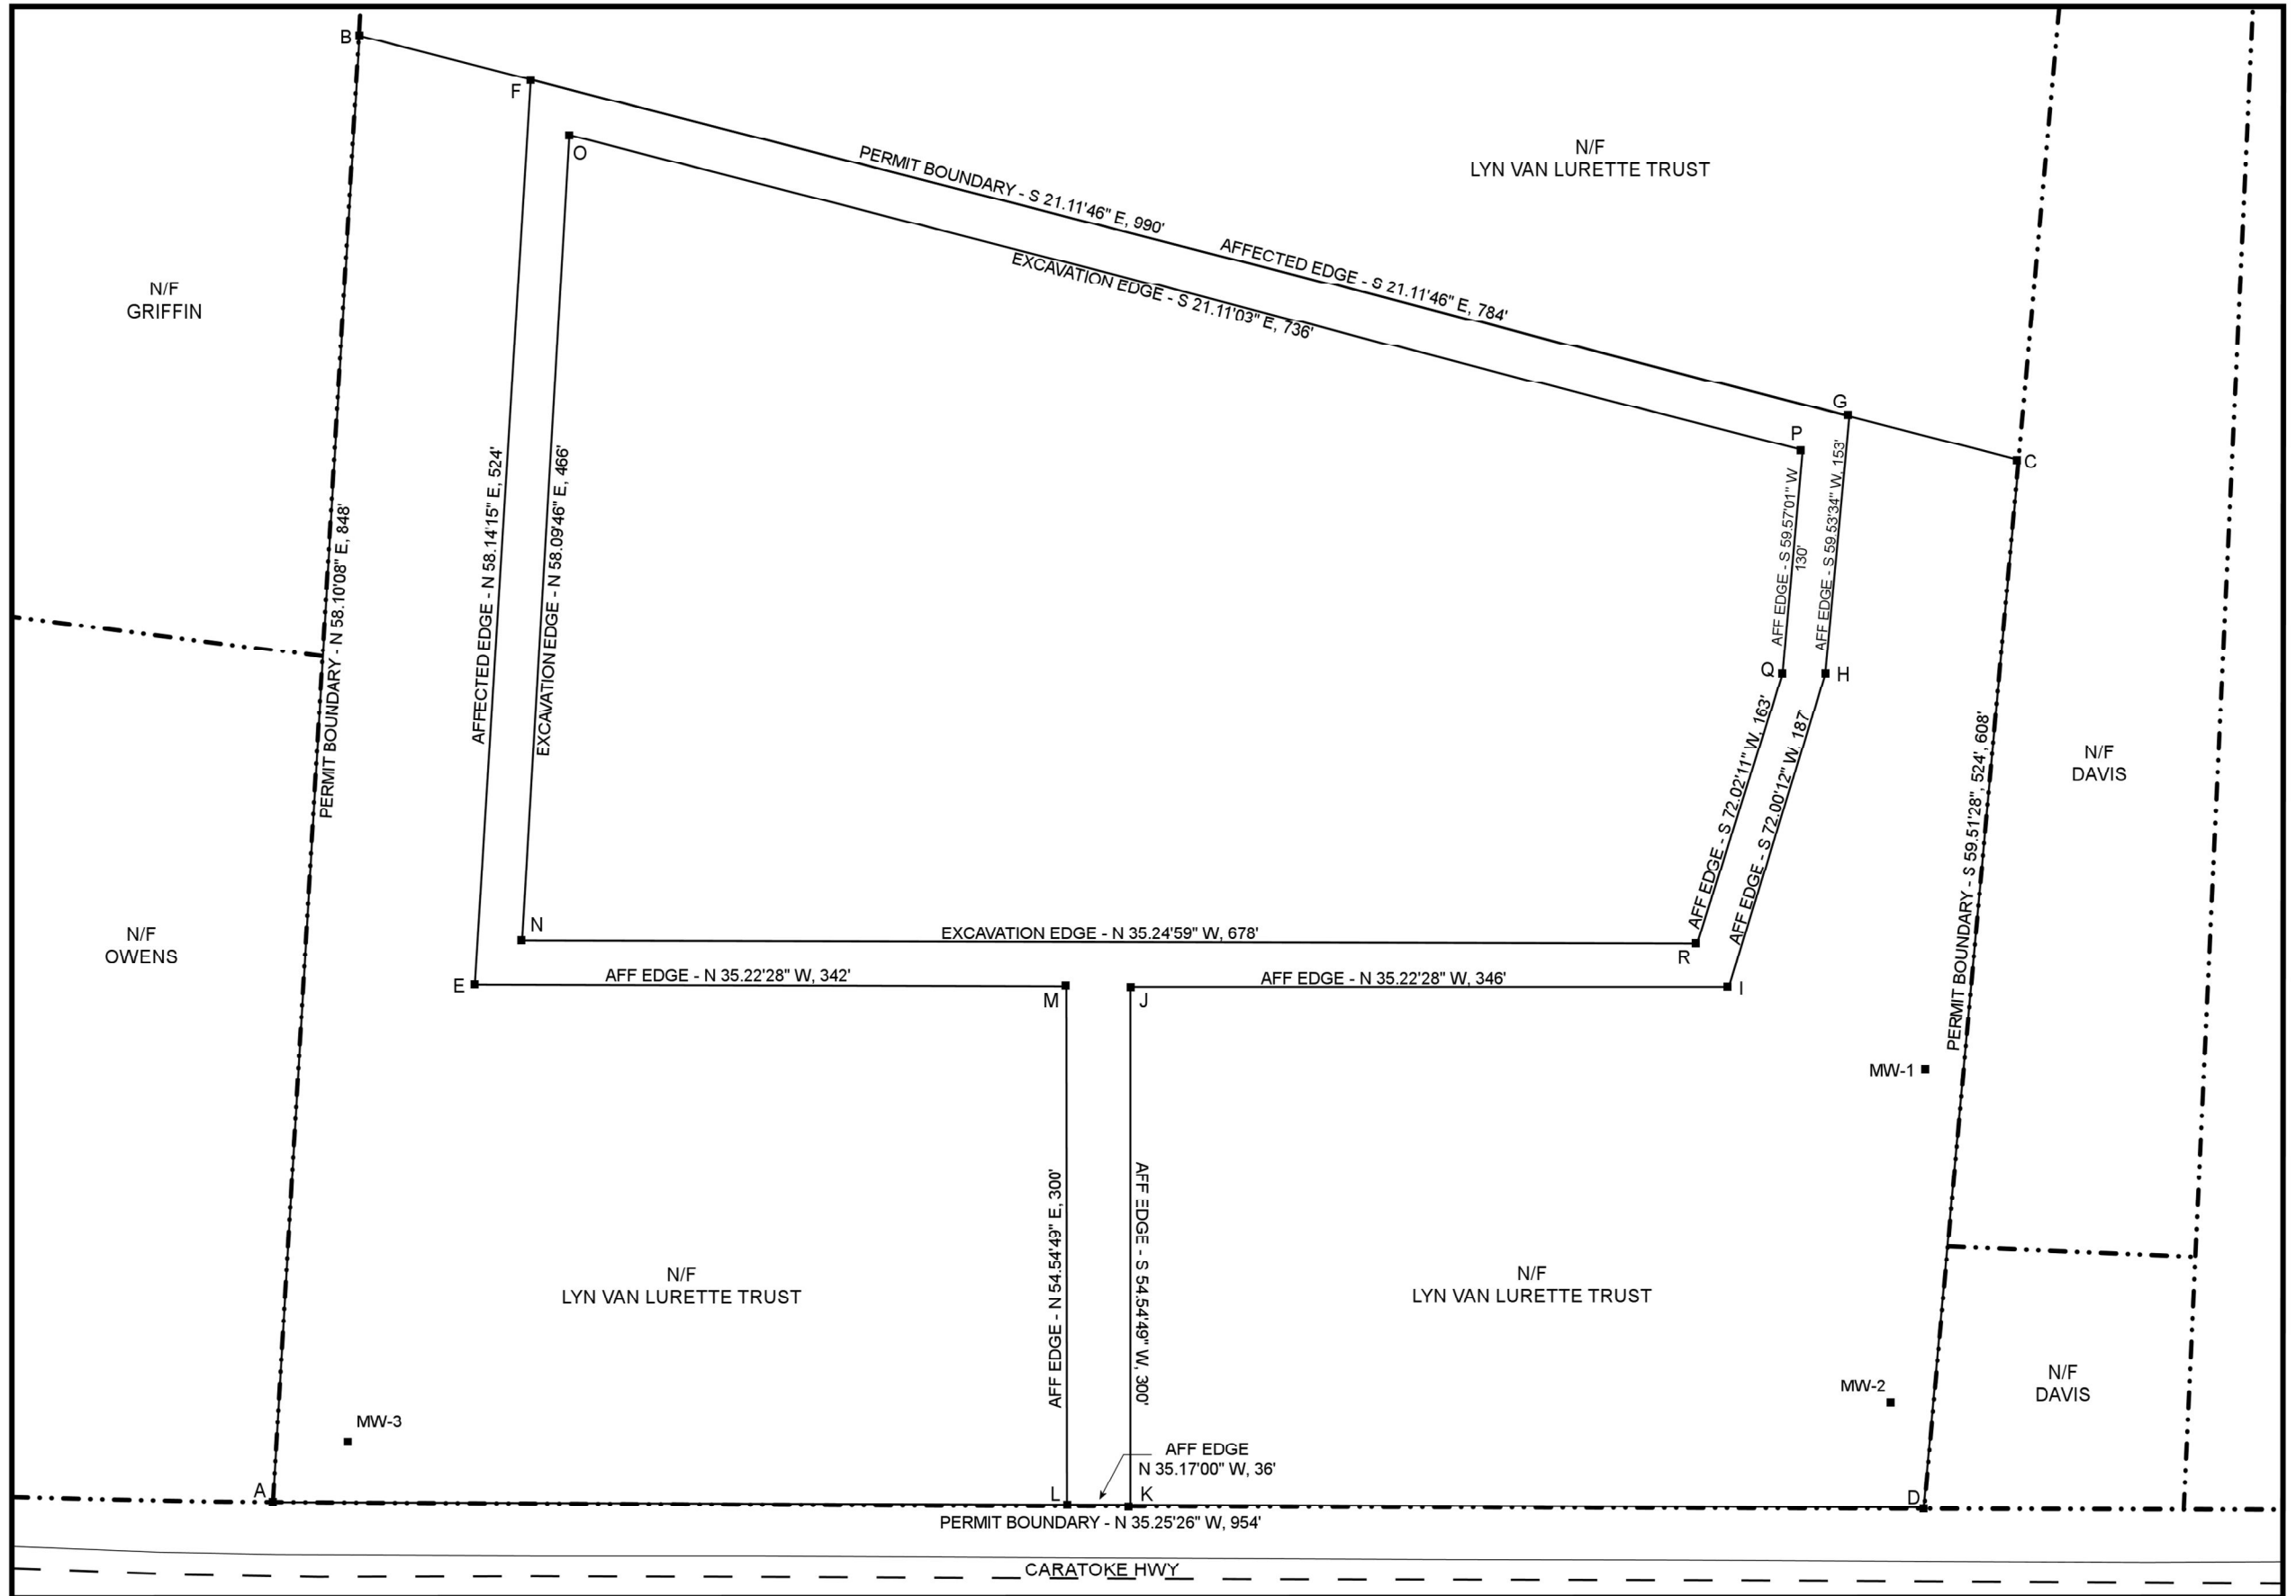 B
F
O
N/F
LYN VAN LURETTE TRUST
PERMIT BOUNDARY - S 21.11'46" E, 990'
AFFECTED EDGE - S 21.11'46" E, 784'
EXCAVATION EDGE - S 21.11'03" E, 736'
N/F
GRIFFIN
G
P
C
AFFECTED EDGE - N 58.14'15" E, 524'
EXCAVATION EDGE - N 58.09'46" E, 466'
PERMIT BOUNDARY - N 58.10'08" E, 848'
AFF EDGE - S 59.57'01" W
130'
AFF EDGE - S 59.53'34" W, 153'
Q
H
AFF EDGE - S 72.02'11" W, 163'
AFF EDGE - S 72.00'12" W, 187'
PERMIT BOUNDARY - S 59.51'28", 524', 608'
N/F
DAVIS
N/F
OWENS
N
EXCAVATION EDGE - N 35.24'59" W, 678'
R
E
AFF EDGE - N 35.22'28" W, 342'
M
J
AFF EDGE - N 35.22'28" W, 346'
I
MW-1
AFF EDGE - N 54.54'49" E, 300'
AFF EDGE - S 54.54'49" W, 300'
N/F
LYN VAN LURETTE TRUST
N/F
LYN VAN LURETTE TRUST
N/F
DAVIS
MW-2
MW-3
AFF EDGE
N 35.17'00" W, 36'
A
L
K
D
PERMIT BOUNDARY - N 35.25'26" W, 954'
CARATOKE HWY